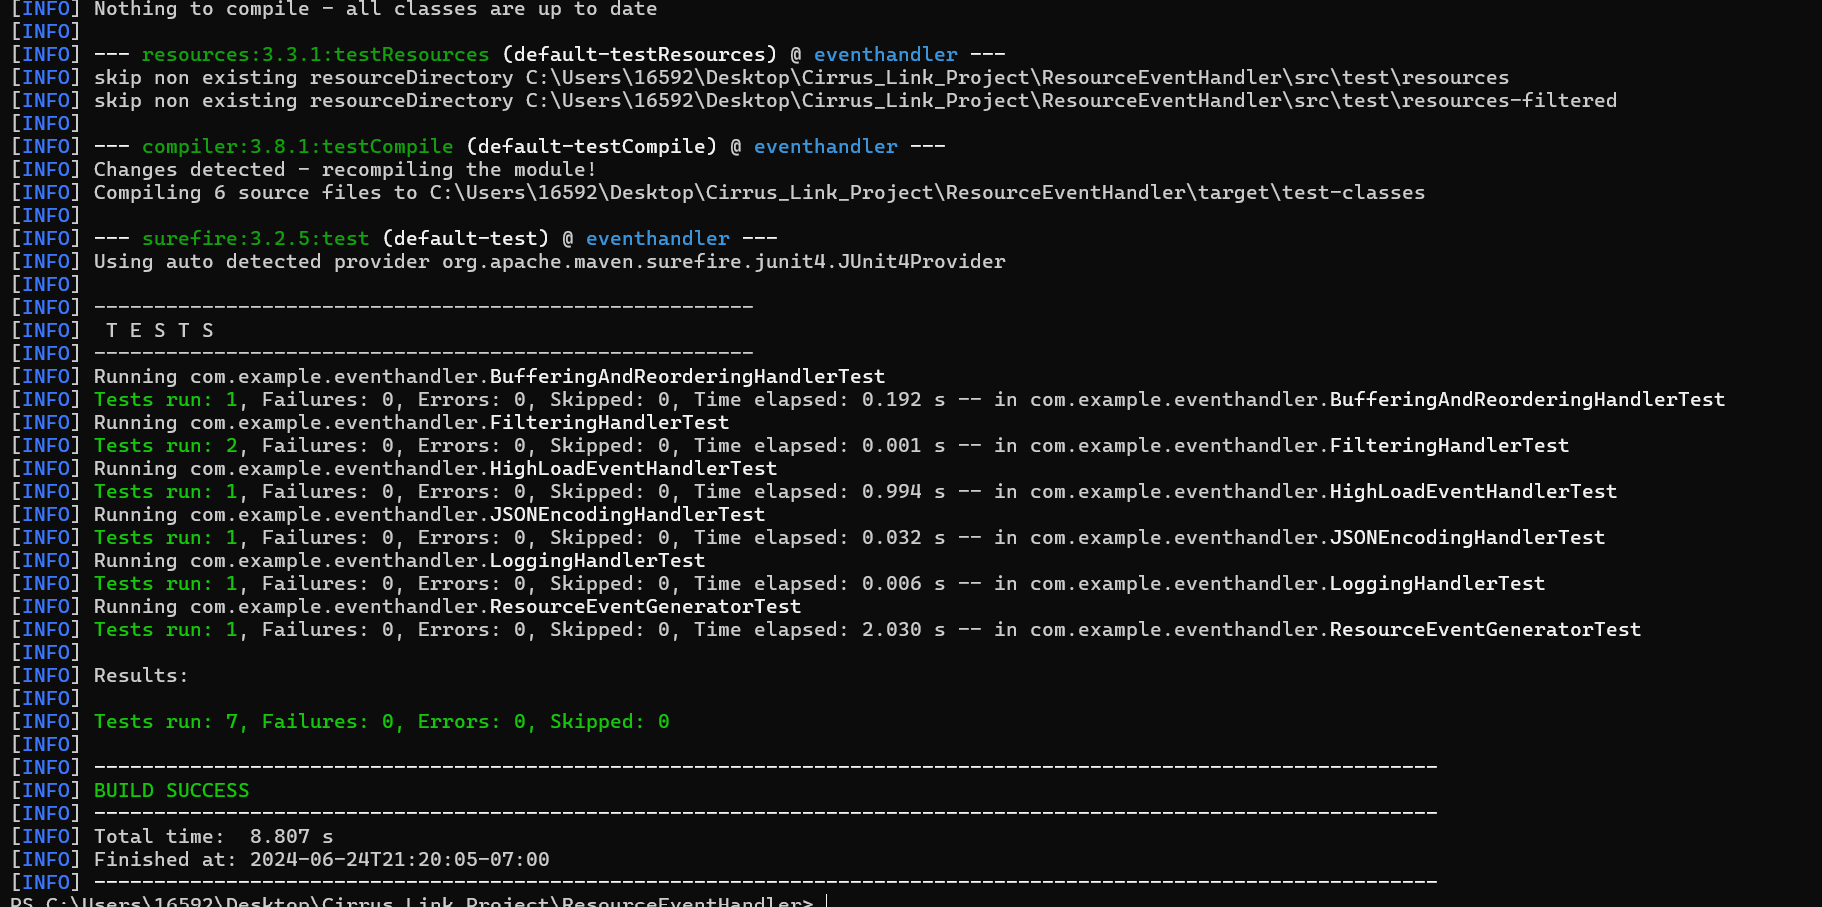 [INFO] Nothing to compile - all classes are up to date
[INFO]
[INFO] --- resources:3.3.1:testResources (default-testResources) @ eventhandler ---
[INFO] skip non existing resourceDirectory C:\Users\16592\Desktop\Cirrus_Link_Project\ResourceEventHandler\src\test\resources
[INFO] skip non existing resourceDirectory C:\Users\16592\Desktop\Cirrus_Link_Project\ResourceEventHandler\src\test\resources-filtered
[INFO]
[INFO] --- compiler:3.8.1:testCompile (default-testCompile) @ eventhandler ---
[INFO] Changes detected - recompiling the module!
[INFO] Compiling 6 source files to C:\Users\16592\Desktop\Cirrus_Link_Project\ResourceEventHandler\target\test-classes
[INFO]
[INFO] --- surefire:3.2.5:test (default-test) @ eventhandler ---
[INFO] Using auto detected provider org.apache.maven.surefire.junit4.JUnit4Provider
[INFO]
[INFO] -------------------------------------------------------
[INFO]  T E S T S
[INFO] -------------------------------------------------------
[INFO] Running com.example.eventhandler.BufferingAndReorderingHandlerTest
[INFO] Tests run: 1, Failures: 0, Errors: 0, Skipped: 0, Time elapsed: 0.192 s -- in com.example.eventhandler.BufferingAndReorderingHandlerTest
[INFO] Running com.example.eventhandler.FilteringHandlerTest
[INFO] Tests run: 2, Failures: 0, Errors: 0, Skipped: 0, Time elapsed: 0.001 s -- in com.example.eventhandler.FilteringHandlerTest
[INFO] Running com.example.eventhandler.HighLoadEventHandlerTest
[INFO] Tests run: 1, Failures: 0, Errors: 0, Skipped: 0, Time elapsed: 0.994 s -- in com.example.eventhandler.HighLoadEventHandlerTest
[INFO] Running com.example.eventhandler.JSONEncodingHandlerTest
[INFO] Tests run: 1, Failures: 0, Errors: 0, Skipped: 0, Time elapsed: 0.032 s -- in com.example.eventhandler.JSONEncodingHandlerTest
[INFO] Running com.example.eventhandler.LoggingHandlerTest
[INFO] Tests run: 1, Failures: 0, Errors: 0, Skipped: 0, Time elapsed: 0.006 s -- in com.example.eventhandler.LoggingHandlerTest
[INFO] Running com.example.eventhandler.ResourceEventGeneratorTest
[INFO] Tests run: 1, Failures: 0, Errors: 0, Skipped: 0, Time elapsed: 2.030 s -- in com.example.eventhandler.ResourceEventGeneratorTest
[INFO]
[INFO] Results:
[INFO]
[INFO] Tests run: 7, Failures: 0, Errors: 0, Skipped: 0
[INFO]
[INFO] ----------------------------------------------------------------------------------------------------------------
[INFO] BUILD SUCCESS
[INFO] ----------------------------------------------------------------------------------------------------------------
[INFO] Total time:  8.807 s
[INFO] Finished at: 2024-06-24T21:20:05-07:00
[INFO] ----------------------------------------------------------------------------------------------------------------
PS C:\Users\16592\Desktop\Cirrus_Link_Project\ResourceEventHandler>